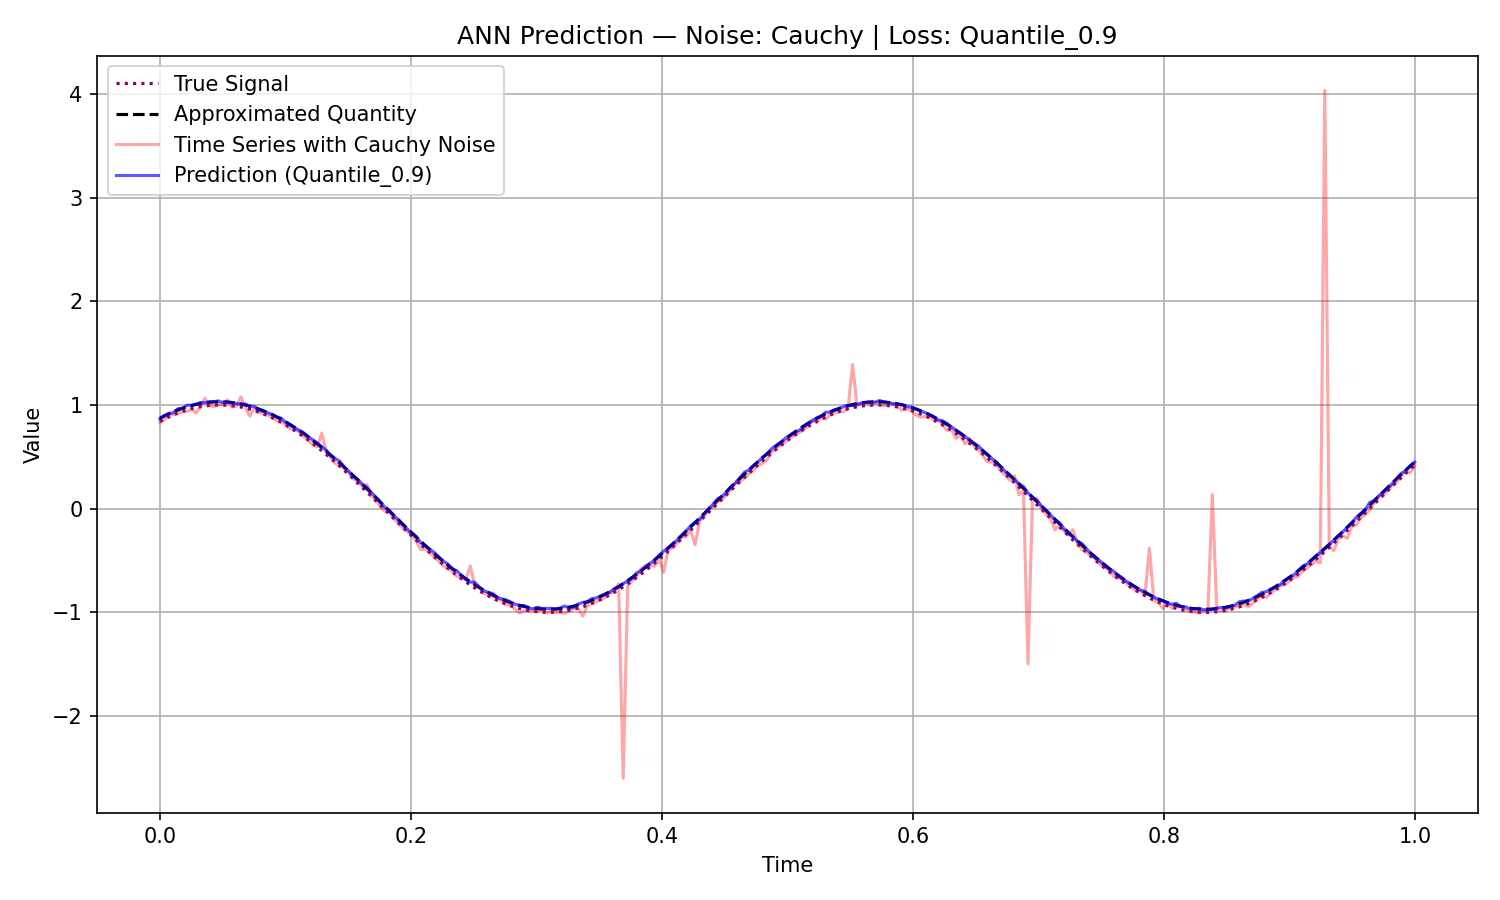 ANN Prediction — Noise: Cauchy | Loss: Quantile_0.9
True Signal
Approximated Quantity
Time Series with Cauchy Noise
Prediction (Quantile_0.9)
4
3
2
1
0
−1
−2
Value
0.0 0.2 0.4 0.6 0.8 1.0
Time